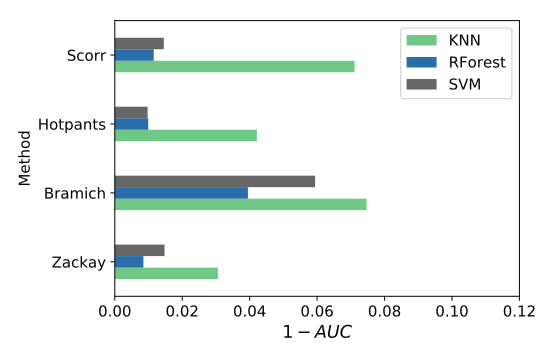 KNN
RForest
SVM
Method
Scorr
Hotpants
Bramich
Zackay
0.00 0.02 0.04 0.06 0.08 0.10 0.12
1 − AUC